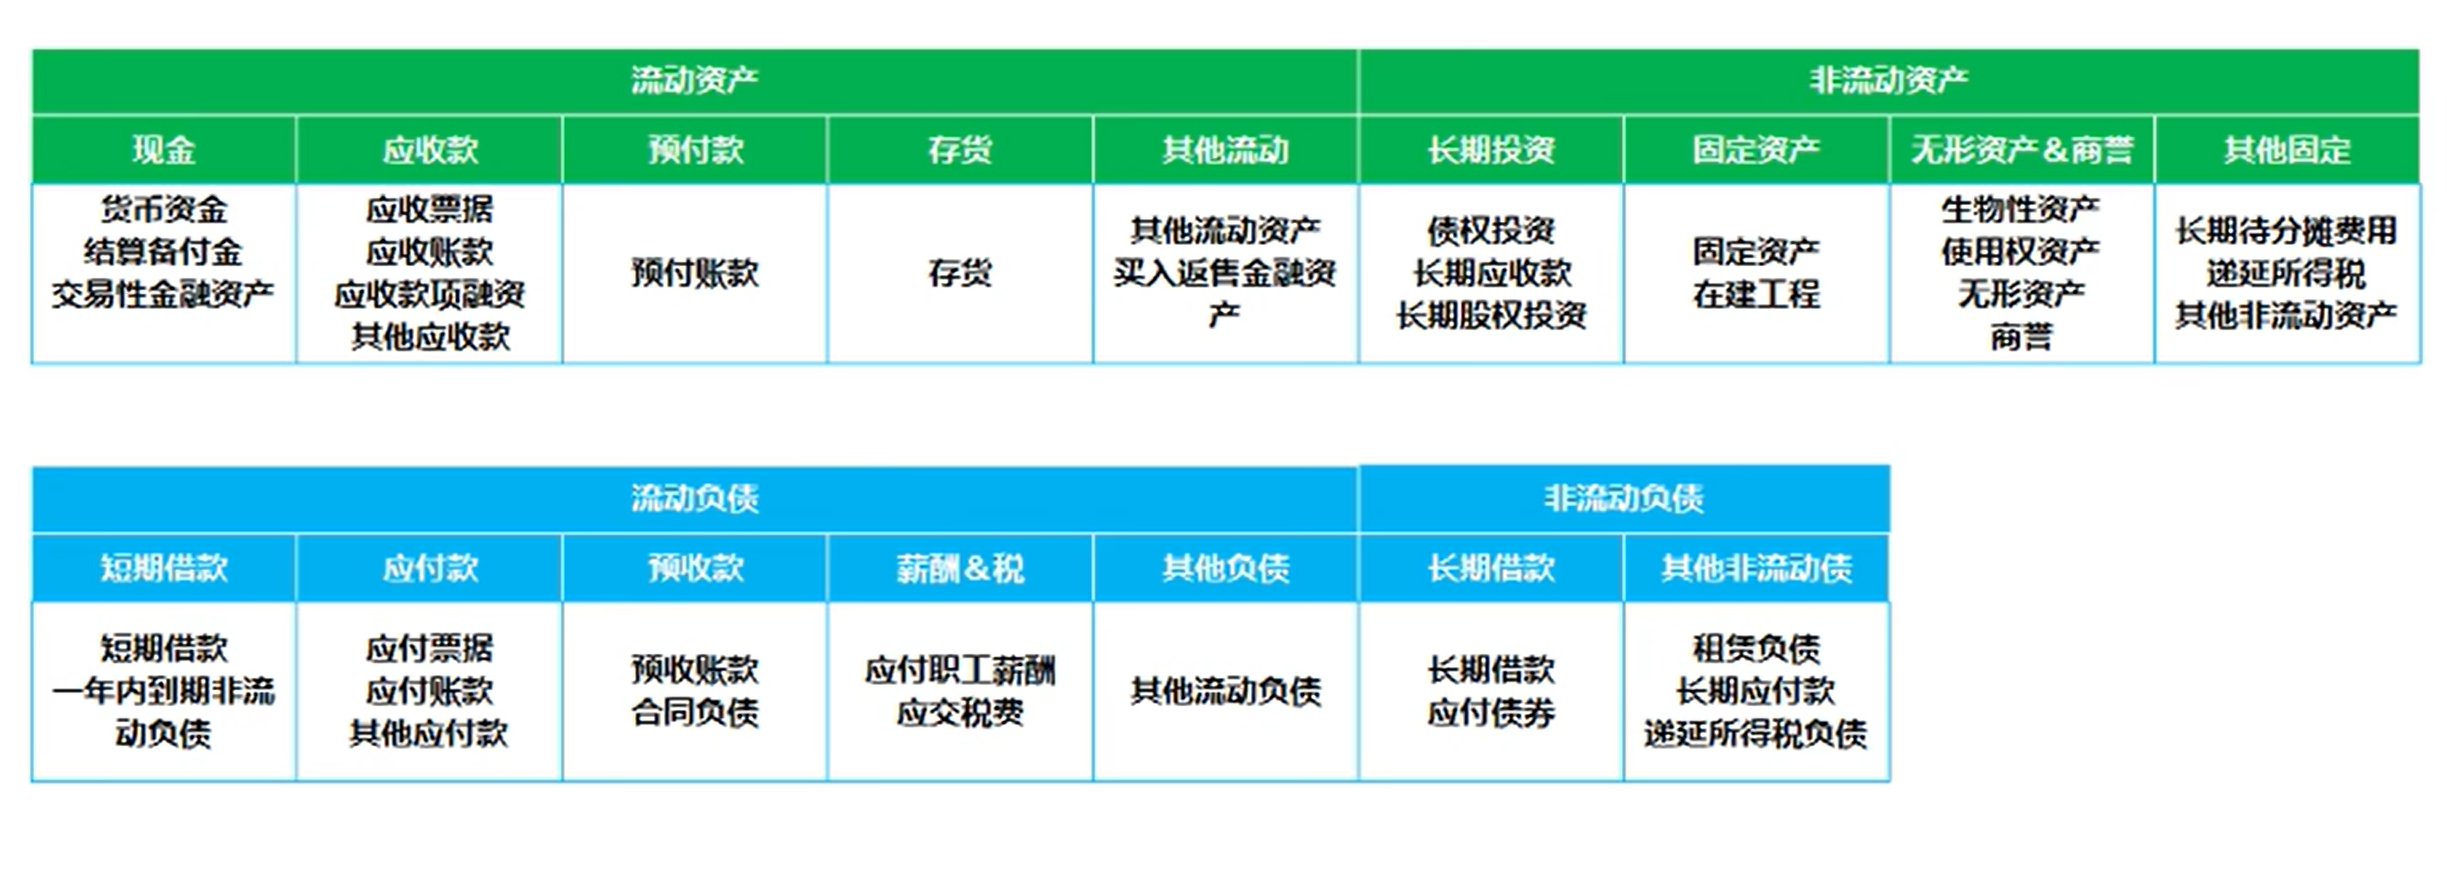 流动资产
非流动资产
现金
应收款
预付款
存货
其他流动
长期投资
固定资产
无形资产&商誉
其他固定
货币资金
结算备付金
交易性金融资产
应收票据
应收账款
应收款项融资
其他应收款
预付账款
存货
其他流动资产
买入返售金融资
产
债权投资
长期应收款
长期股权投资
固定资产
在建工程
生物性资产
使用权资产
无形资产
商誉
长期待分摊费用
递延所得税
其他非流动资产
流动负债
非流动负债
短期借款
应付款
预收款
薪酬&税
其他负债
长期借款
其他非流动债
短期借款
一年内到期非流
动负债
应付票据
应付账款
其他应付款
预收账款
合同负债
应付职工薪酬
应交税费
其他流动负债
长期借款
应付债券
租赁负债
长期应付款
递延所得税负债